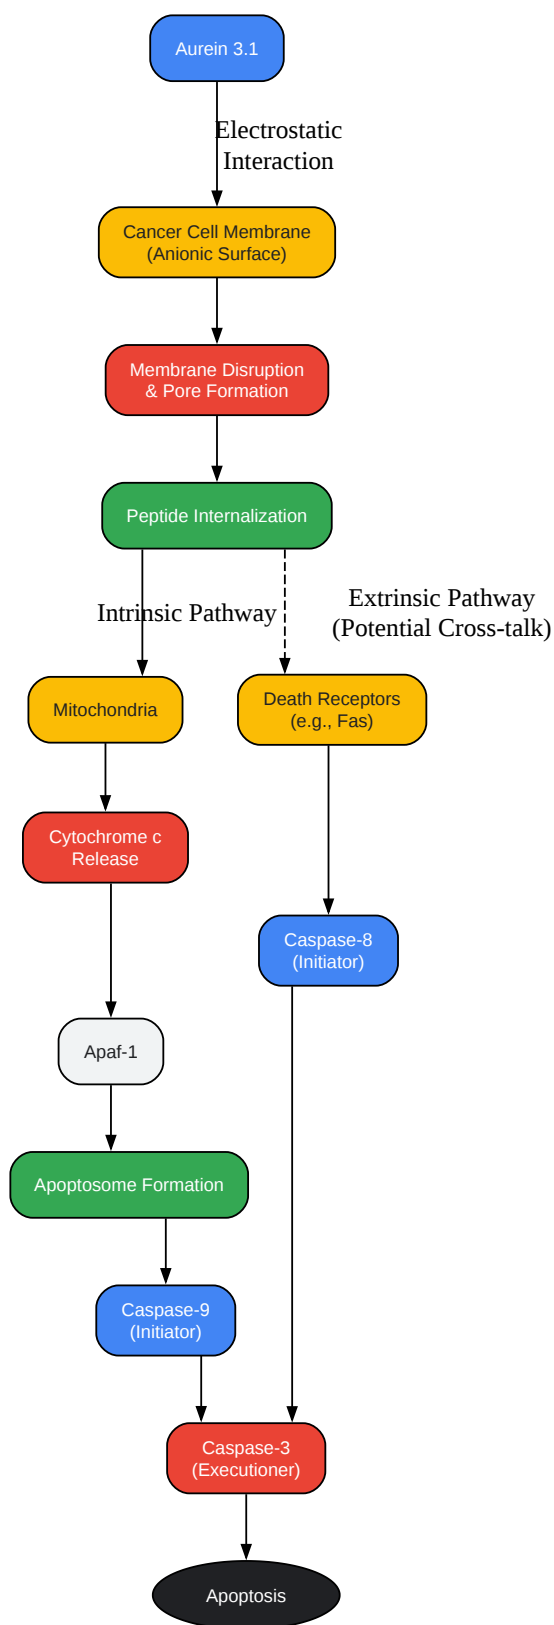 Aurein 3.1
Electrostatic
Interaction
Cancer Cell Membrane
(Anionic Surface)
Membrane Disruption
& Pore Formation
Peptide Internalization
Intrinsic Pathway
Extrinsic Pathway
(Potential Cross-talk)
Mitochondria
Death Receptors
(e.g., Fas)
Cytochrome c
Release
Caspase-8
(Initiator)
Apaf-1
Apoptosome Formation
Caspase-9
(Initiator)
Caspase-3
(Executioner)
Apoptosis